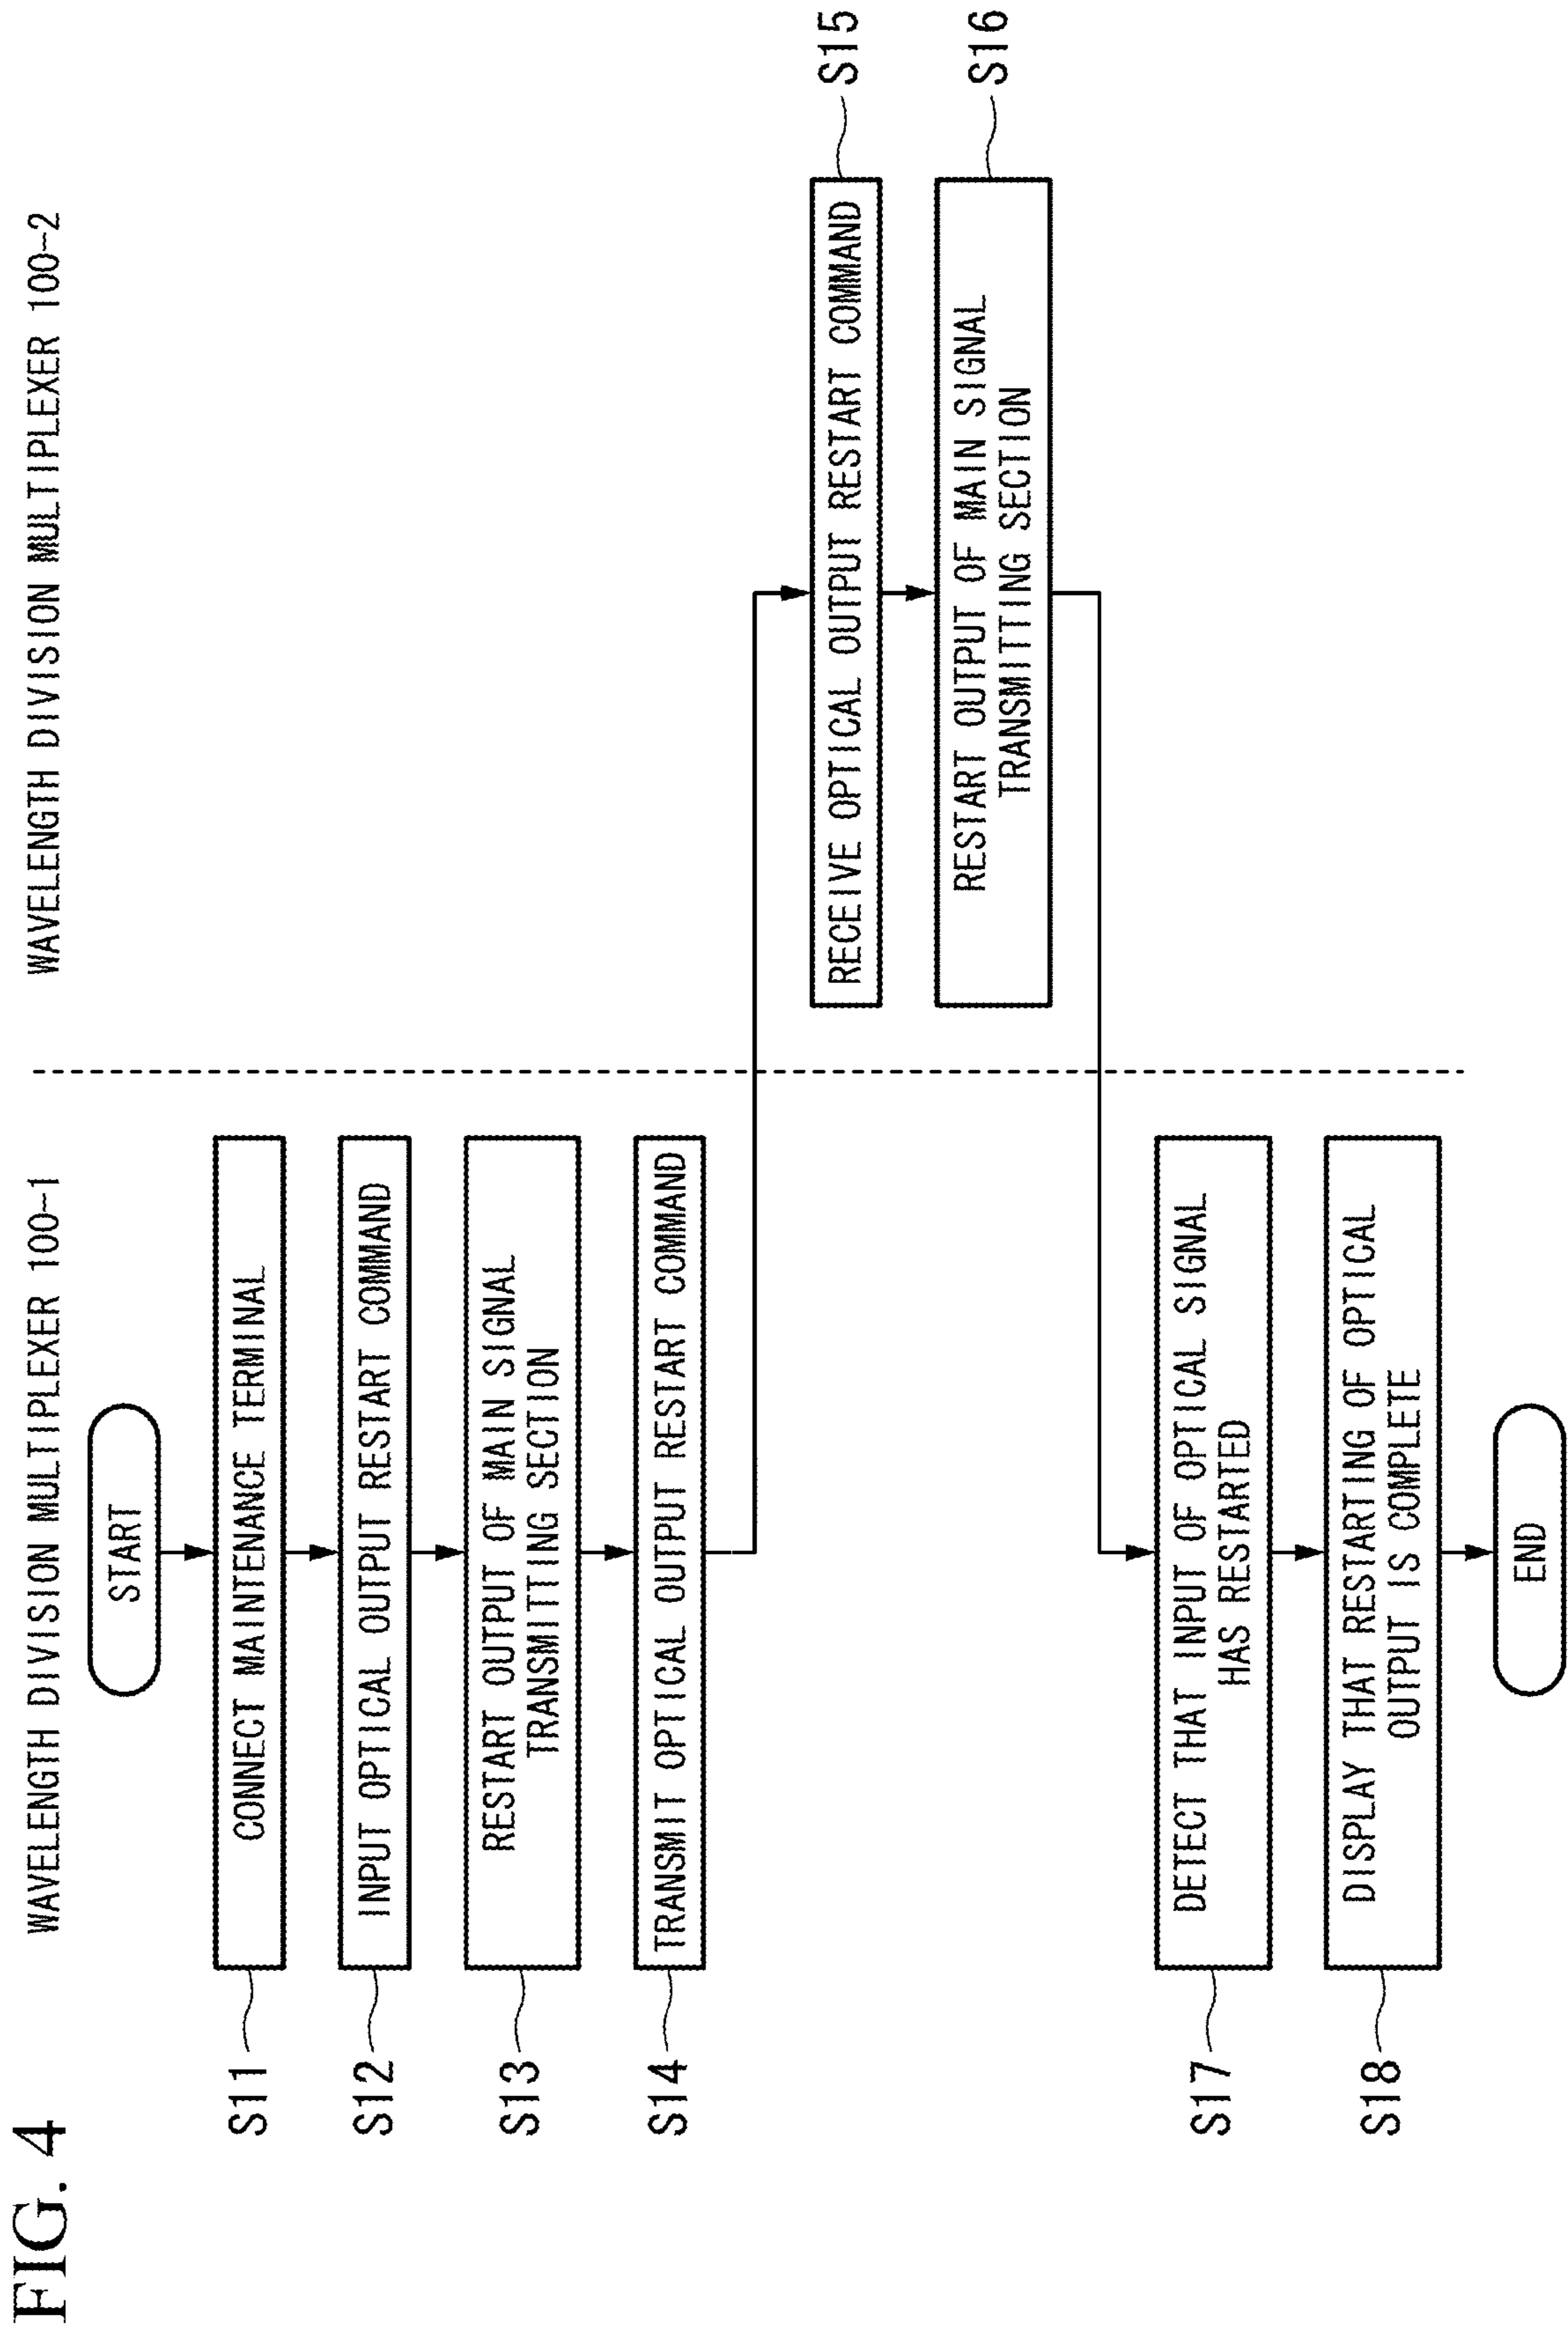 FIG. 4
WAVELENGTH DIVISION MULTIPLEXER 100-1
WAVELENGTH DIVISION MULTIPLEXER 100-2
START
S11
CONNECT MAINTENANCE TERMINAL
S12
INPUT OPTICAL OUTPUT RESTART COMMAND
S13
RESTART OUTPUT OF MAIN SIGNAL
TRANSMITTING SECTION
S14
TRANSMIT OPTICAL OUTPUT RESTART COMMAND
RECEIVE OPTICAL OUTPUT RESTART COMMAND
S15
RESTART OUTPUT OF MAIN SIGNAL
TRANSMITTING SECTION
S16
S17
DETECT THAT INPUT OF OPTICAL SIGNAL
HAS RESTARTED
S18
DISPLAY THAT RESTARTING OF OPTICAL
OUTPUT IS COMPLETE
END